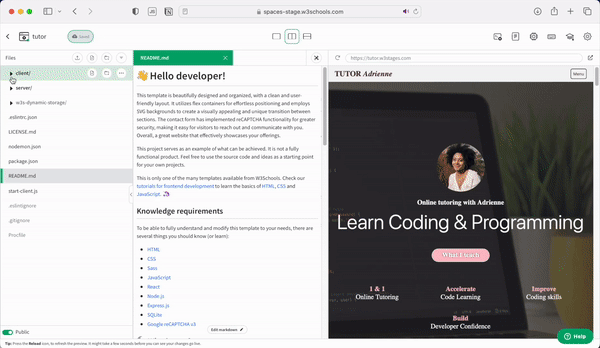 spaces-stage.w3schools.com
tutor
Saved
Files
README.md
https://tutor.w3spaces.com
client/
server/
w3s-dynamic-storage/
.eslintrc.json
LICENSE.md
nodemon.json
package.json
README.md
start-client.js
.eslintignore
.gitignore
Procfile
Public
👋 Hello developer!
This template is beautifully designed and organized, with a clean and user-
friendly layout. It utilizes flex containers for effortless positioning and employs
SVG backgrounds to create a visually appealing and unique transition between
sections. The contact form has implemented reCAPTCHA functionality for greater
security, making it easy for visitors to reach out and communicate with you.
Overall, a great website that effectively showcases your offerings.
This project serves as an example of what can be achieved. It is not a fully
functional product. Feel free to use the source code and ideas as a starting point
for your own projects.
This is only one of the many templates available from W3Schools. Check our
tutorials for frontend development to learn the basics of HTML, CSS and
JavaScript.
Knowledge requirements
To be able to fully understand and modify this template to your needs, there are
several things you should know (or learn):
HTML
CSS
Sass
JavaScript
React
Node.js
Express.js
SQLite
Google reCAPTCHA v3
Edit markdown
TUTOR Adrienne
Menu
Online tutoring with Adrienne
Learn Coding & Programming
What I teach
1 & 1
Online Tutoring
Accelerate
Code Learning
Improve
Coding skills
Build
Developer Confidence
Help
Tip: Press the Reload icon, to refresh the preview. It might take a few seconds before you can see your changes go live.